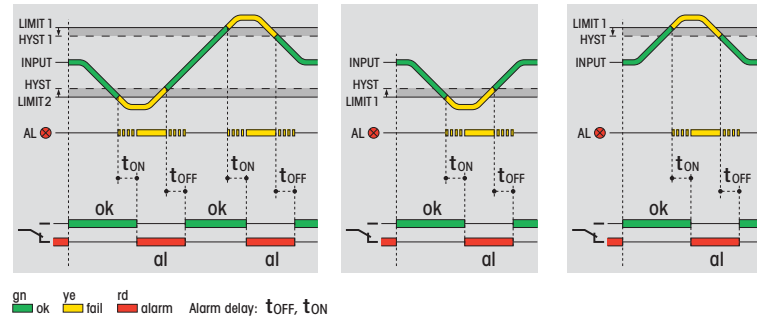 LIMIT 1
HYST 1
INPUT
HYST
LIMIT2
AL
tON
tOFF
tON
tOFF
ok
ok
al
al
INPUT
HYST
LIMIT 1
AL
tON
tOFF
ok
al
LIMIT 1
HYST
INPUT
AL
tON
tOFF
ok
al
gn ok ye fail rd alarm Alarm delay: tOFF, tON